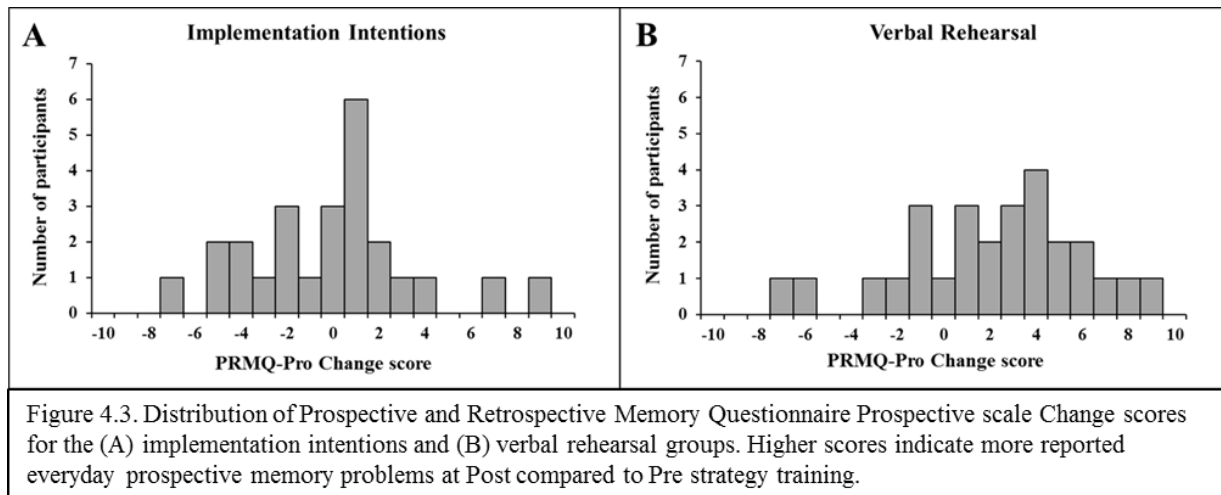 A
Implementation Intentions
7
6
5
4
3
2
1
0
Number of participants
-10 -8 -6 -4 -2 0 2 4 6 8 10
PRMQ-Pro Change score
B
Verbal Rehearsal
7
6
5
4
3
2
1
0
Number of participants
-10 -8 -6 -4 -2 0 2 4 6 8 10
PRMQ-Pro Change score
Figure 4.3. Distribution of Prospective and Retrospective Memory Questionnaire Prospective scale Change scores
for the (A) implementation intentions and (B) verbal rehearsal groups. Higher scores indicate more reported
everyday prospective memory problems at Post compared to Pre strategy training.